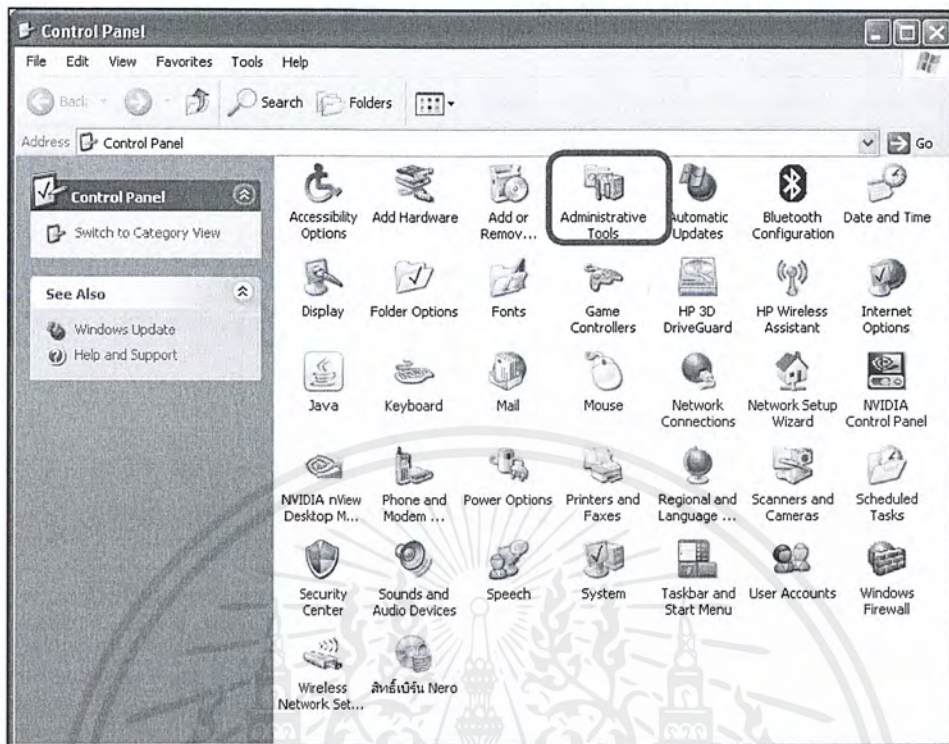 Control Panel
File Edit View Favorites Tools Help
Back Search Folders
Address Control Panel Go
Control Panel
Switch to Category View
See Also
Windows Update
Help and Support
Accessibility Options
Add Hardware
Add or Remov...
Administrative Tools
Automatic Updates
Bluetooth Configuration
Date and Time
Display
Folder Options
Fonts
Game Controllers
HP 3D DriveGuard
HP Wireless Assistant
Internet Options
Java
Keyboard
Mail
Mouse
Network Connections
Network Setup Wizard
NVIDIA Control Panel
NVIDIA nView Desktop M...
Phone and Modem ...
Power Options
Printers and Faxes
Regional and Language ...
Scanners and Cameras
Scheduled Tasks
Security Center
Sounds and Audio Devices
Speech
System
Taskbar and Start Menu
User Accounts
Windows Firewall
Wireless Network Set...
สิทธิ์เบิร์น Nero